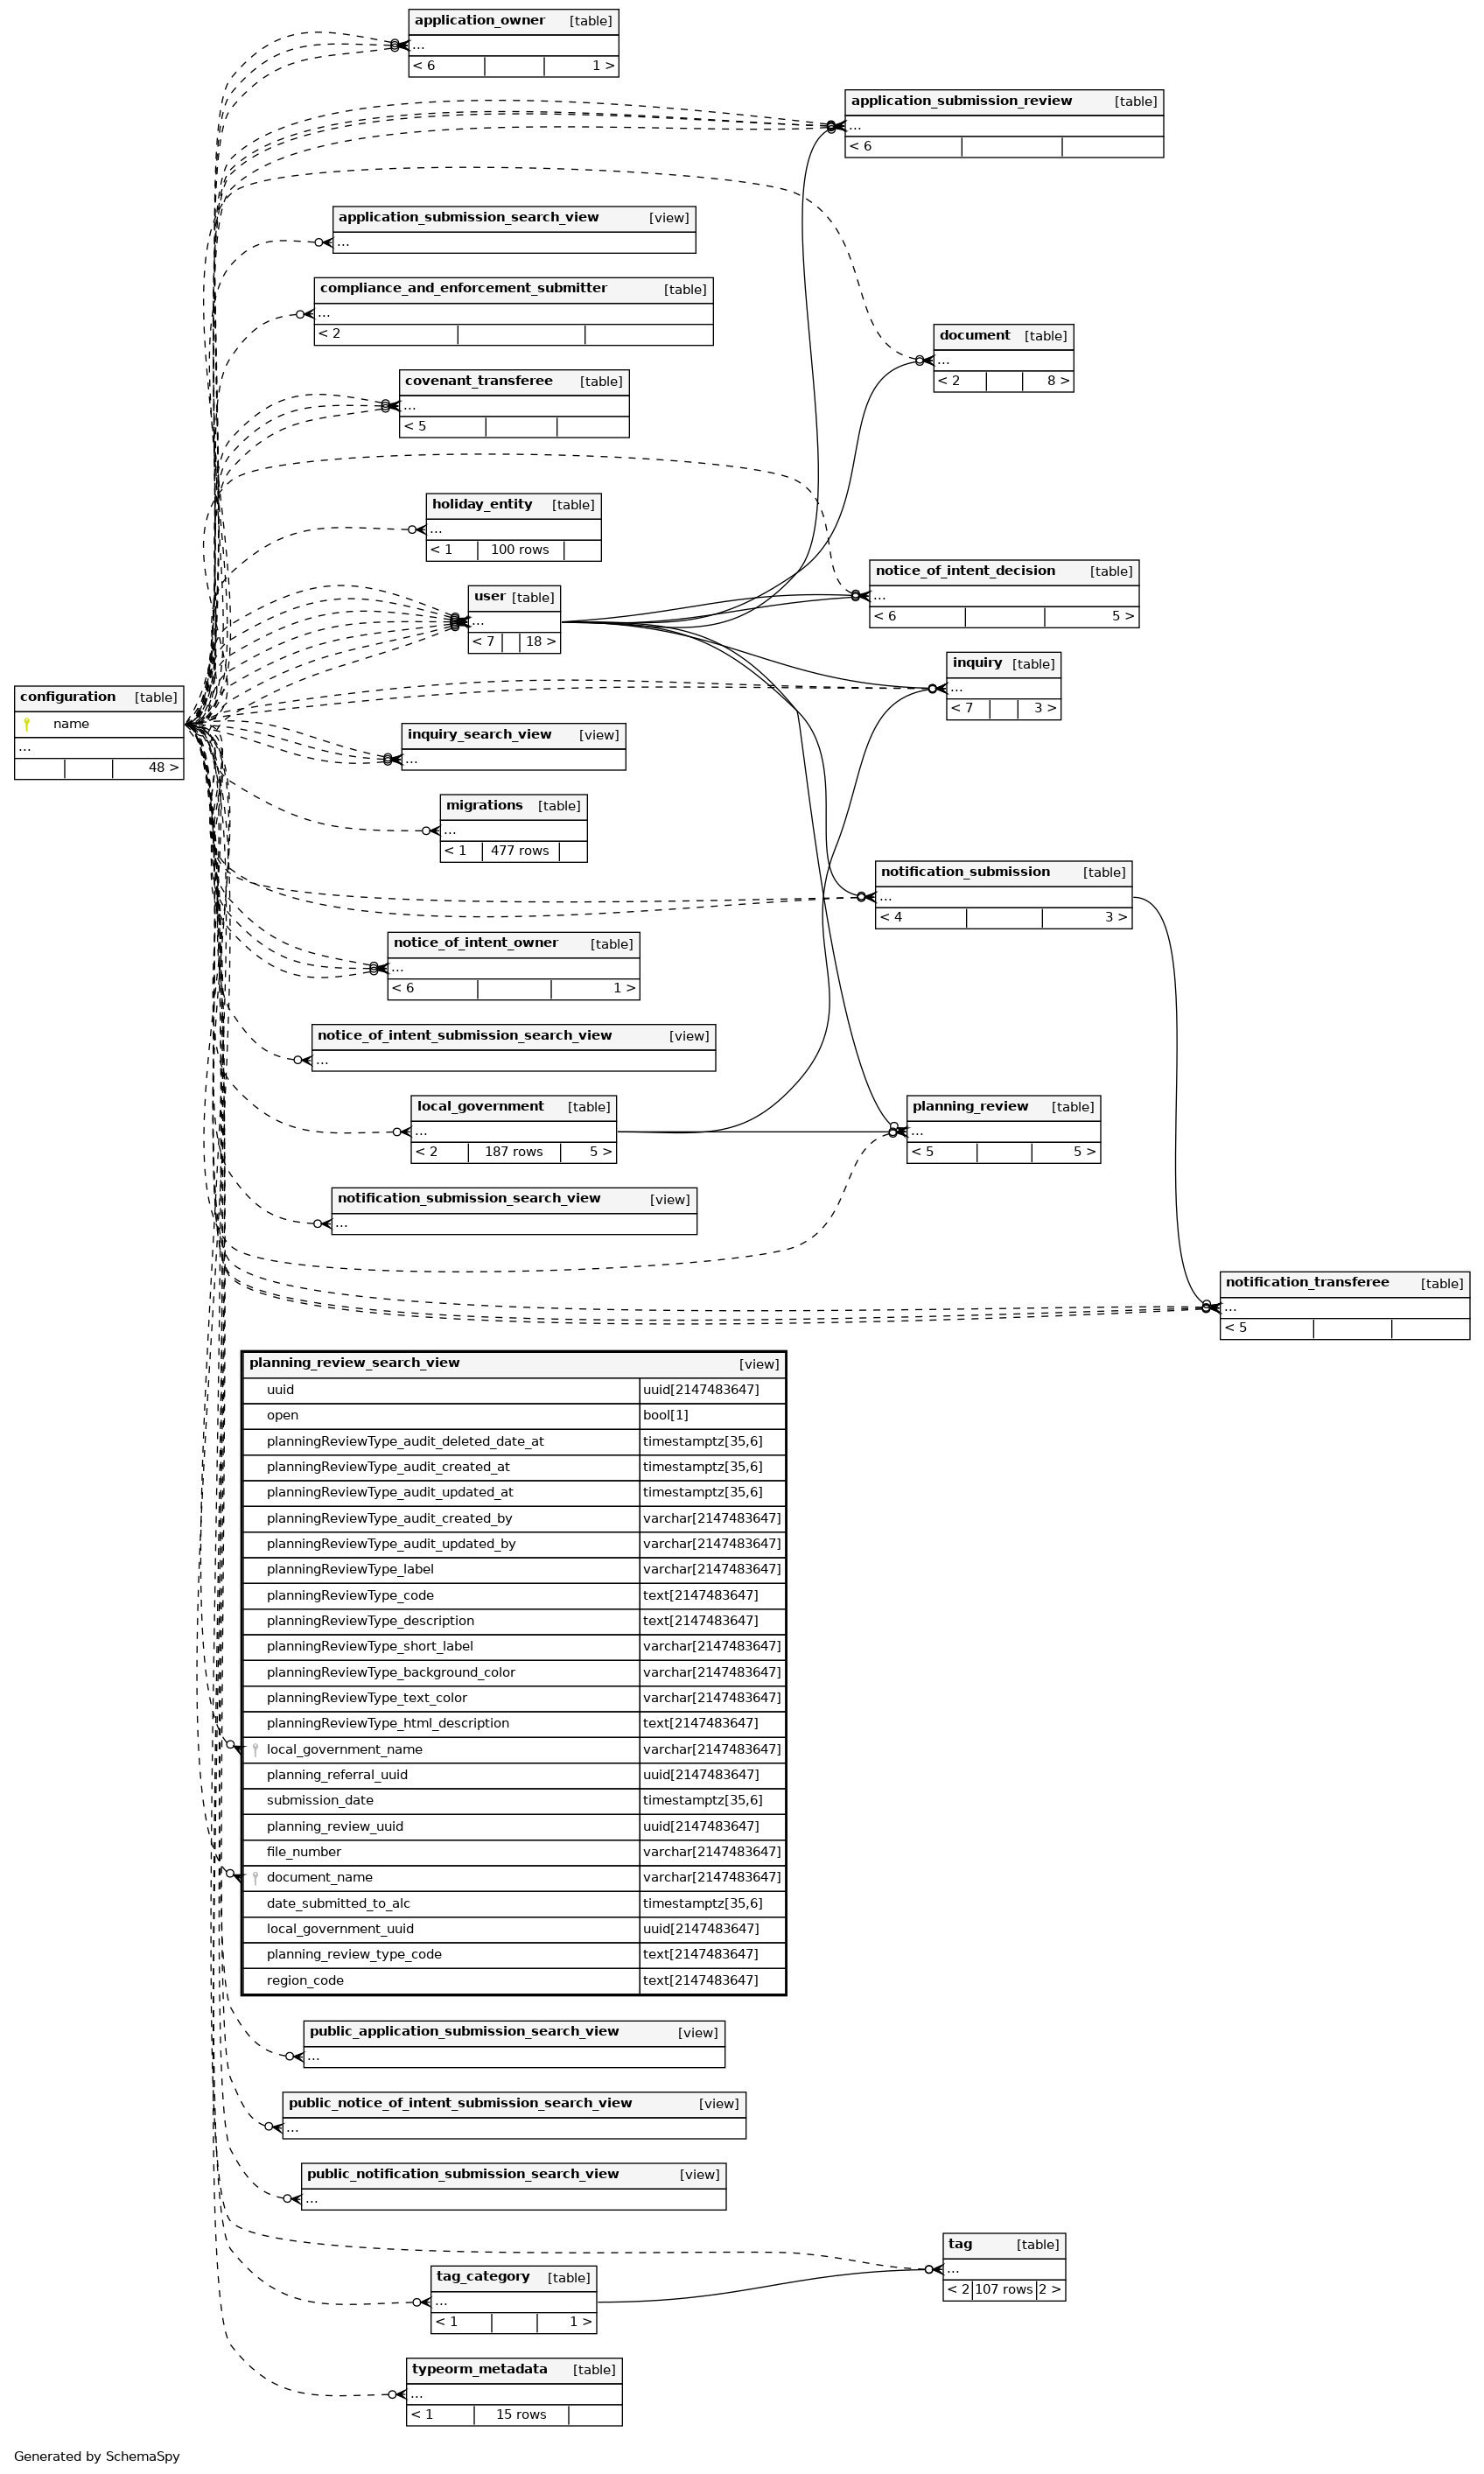 application_owner [table]
...
< 6 1 >
application_submission_review [table]
...
< 6
application_submission_search_view [view]
...
compliance_and_enforcement_submitter [table]
...
< 2
document [table]
...
< 2 8 >
covenant_transferee [table]
...
< 5
holiday_entity [table]
...
< 1 100 rows
notice_of_intent_decision [table]
...
< 6 5 >
user [table]
...
< 7 18 >
inquiry [table]
...
< 7 3 >
configuration [table]
name
...
48 >
inquiry_search_view [view]
...
migrations [table]
...
< 1 477 rows
notification_submission [table]
...
< 4 3 >
notice_of_intent_owner [table]
...
< 6 1 >
notice_of_intent_submission_search_view [view]
...
local_government [table]
...
< 2 187 rows 5 >
planning_review [table]
...
< 5 5 >
notification_submission_search_view [view]
...
notification_transferee [table]
...
< 5
planning_review_search_view [view]
uuid uuid[2147483647]
open bool[1]
planningReviewType_audit_deleted_date_at timestamptz[35,6]
planningReviewType_audit_created_at timestamptz[35,6]
planningReviewType_audit_updated_at timestamptz[35,6]
planningReviewType_audit_created_by varchar[2147483647]
planningReviewType_audit_updated_by varchar[2147483647]
planningReviewType_label varchar[2147483647]
planningReviewType_code text[2147483647]
planningReviewType_description text[2147483647]
planningReviewType_short_label varchar[2147483647]
planningReviewType_background_color varchar[2147483647]
planningReviewType_text_color varchar[2147483647]
planningReviewType_html_description text[2147483647]
local_government_name varchar[2147483647]
planning_referral_uuid uuid[2147483647]
submission_date timestamptz[35,6]
planning_review_uuid uuid[2147483647]
file_number varchar[2147483647]
document_name varchar[2147483647]
date_submitted_to_alc timestamptz[35,6]
local_government_uuid uuid[2147483647]
planning_review_type_code text[2147483647]
region_code text[2147483647]
public_application_submission_search_view [view]
...
public_notice_of_intent_submission_search_view [view]
...
public_notification_submission_search_view [view]
...
tag [table]
...
< 2 107 rows 2 >
tag_category [table]
...
< 1 1 >
typeorm_metadata [table]
...
< 1 15 rows
Generated by SchemaSpy